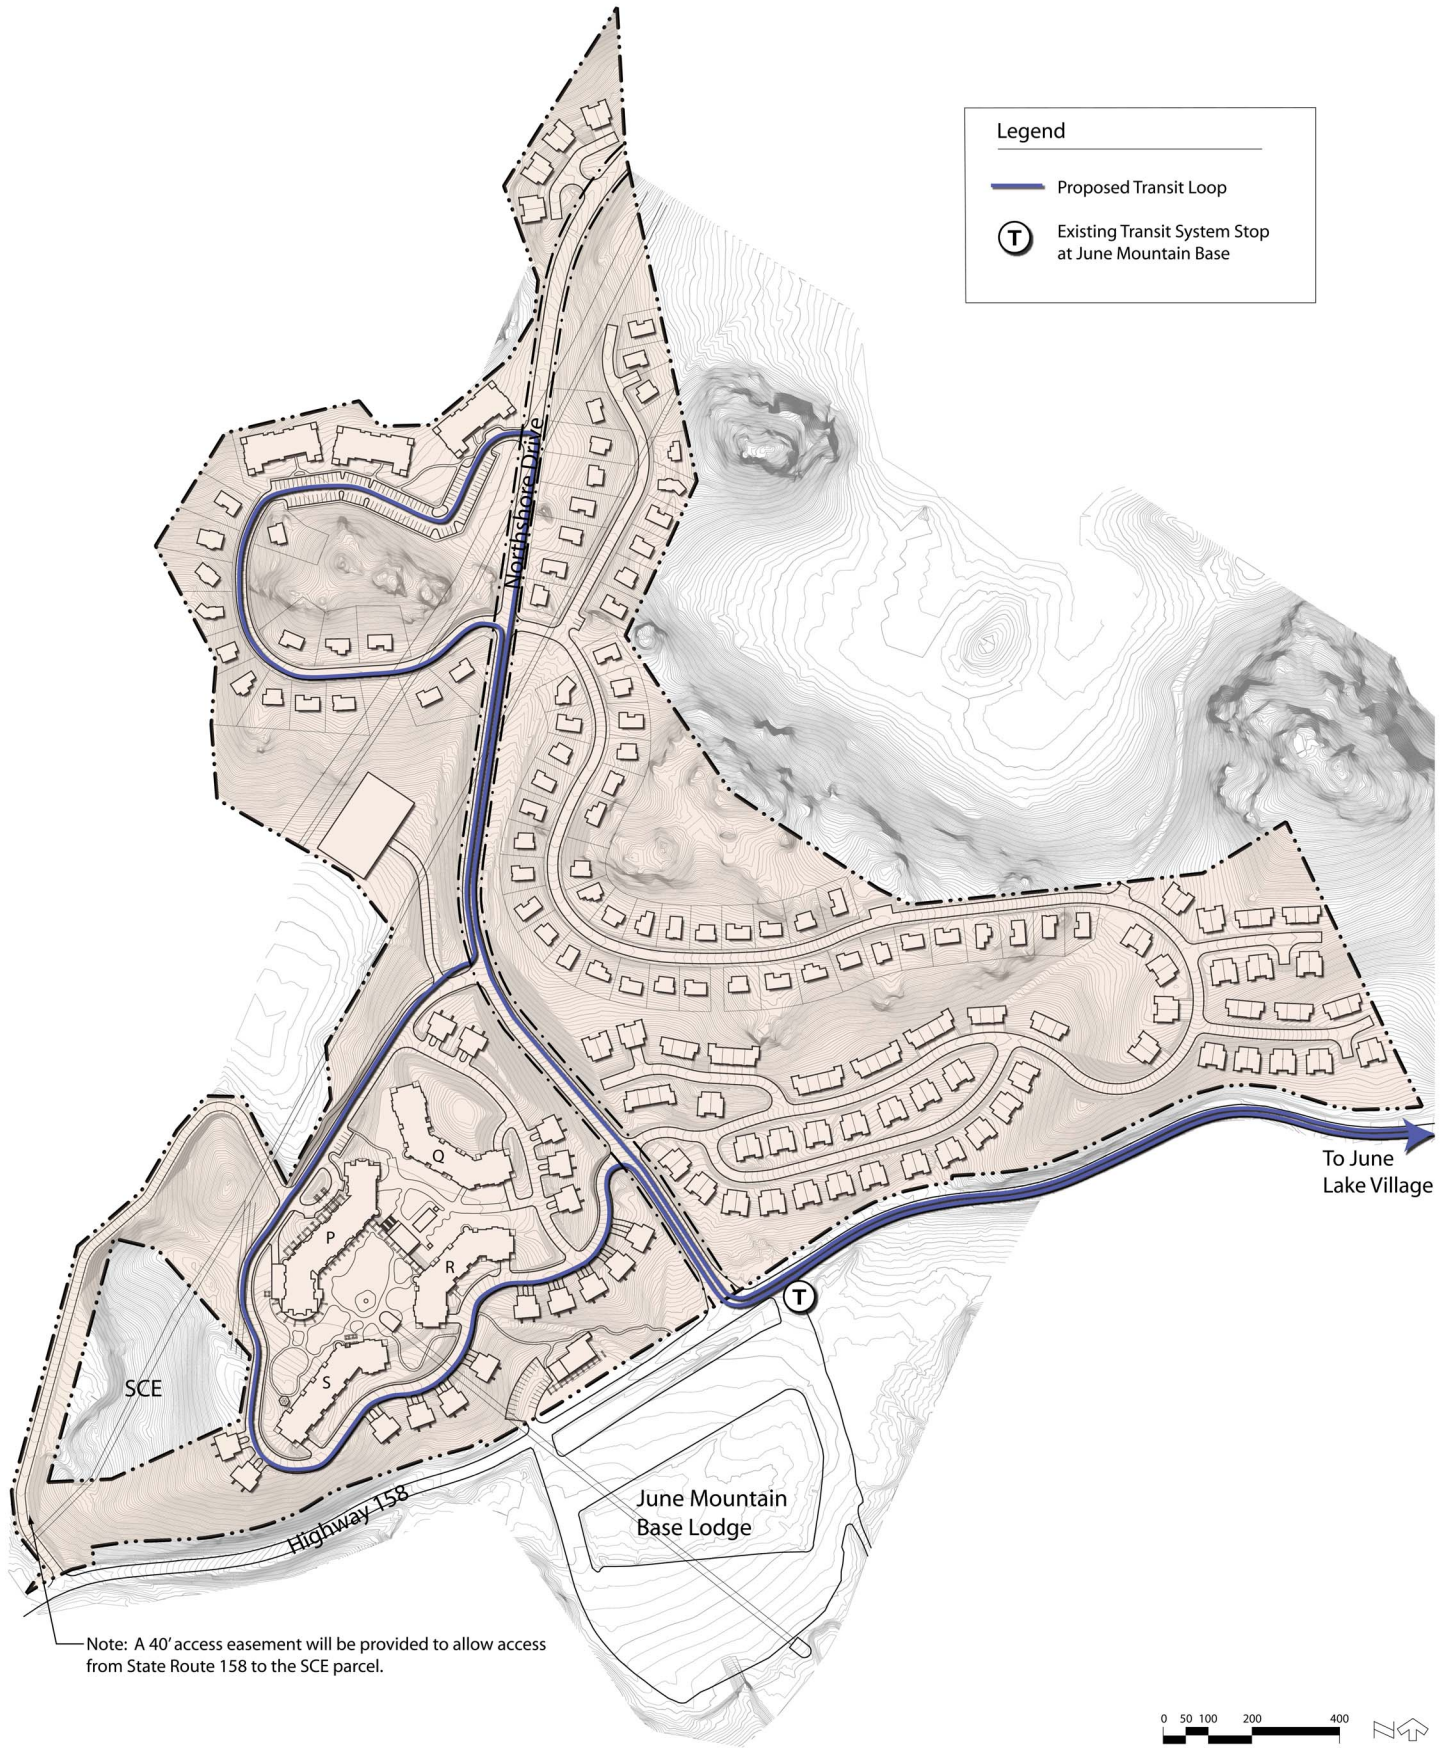 Legend
Proposed Transit Loop
T
Existing Transit System Stop
at June Mountain Base
Northshore Drive
Q
P
R
S
T
To June
Lake Village
SCE
June Mountain
Base Lodge
Highway 158
Note: A 40' access easement will be provided to allow access
from State Route 158 to the SCE parcel.
0 50 100 200 400
N